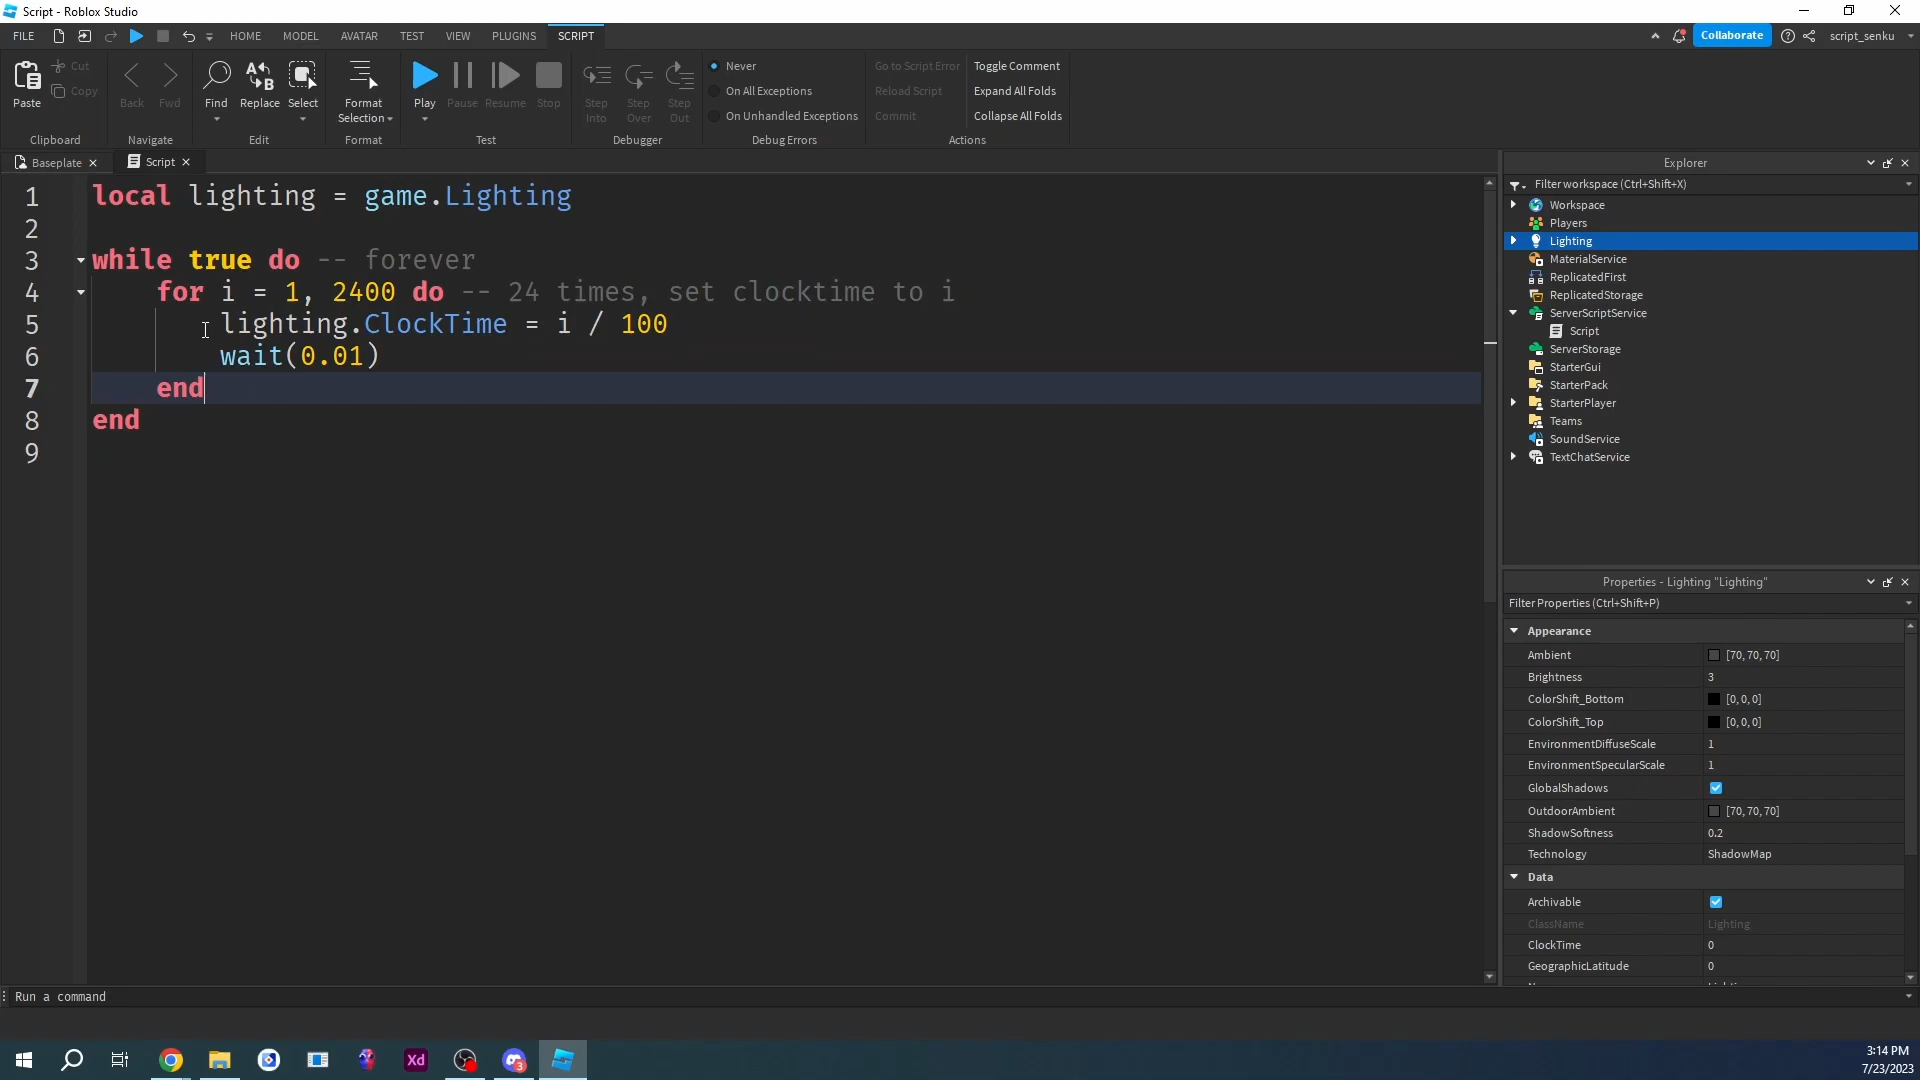 Script - Roblox Studio
FILE HOME MODEL AVATAR TEST VIEW PLUGINS SCRIPT Collaborate script_senku
Paste Cut Copy Back Fwd Find Replace Select Format Selection Play Pause Resume Stop Step Into Step Over Step Out
Never Go to Script Error Toggle Comment
On All Exceptions Reload Script Expand All Folds
On Unhandled Exceptions Commit Collapse All Folds
Clipboard Navigate Edit Format Test Debugger Debug Errors Actions
Baseplate Script
1 local lighting = game.Lighting
2
3 while true do -- forever
4 for i = 1, 2400 do -- 24 times, set clocktime to i
5 lighting.ClockTime = i / 100
6 wait(0.01)
7 end
8 end
9
Explorer
Filter workspace (Ctrl+Shift+X)
Workspace
Players
Lighting
MaterialService
ReplicatedFirst
ReplicatedStorage
ServerScriptService
Script
ServerStorage
StarterGui
StarterPack
StarterPlayer
Teams
SoundService
TextChatService
Properties - Lighting "Lighting"
Filter Properties (Ctrl+Shift+P)
Appearance
Ambient [70, 70, 70]
Brightness 3
ColorShift_Bottom [0, 0, 0]
ColorShift_Top [0, 0, 0]
EnvironmentDiffuseScale 1
EnvironmentSpecularScale 1
GlobalShadows
OutdoorAmbient [70, 70, 70]
ShadowSoftness 0.2
Technology ShadowMap
Data
Archivable
ClassName Lighting
ClockTime 0
GeographicLatitude 0
Run a command
Xd 3
3:14 PM
7/23/2023